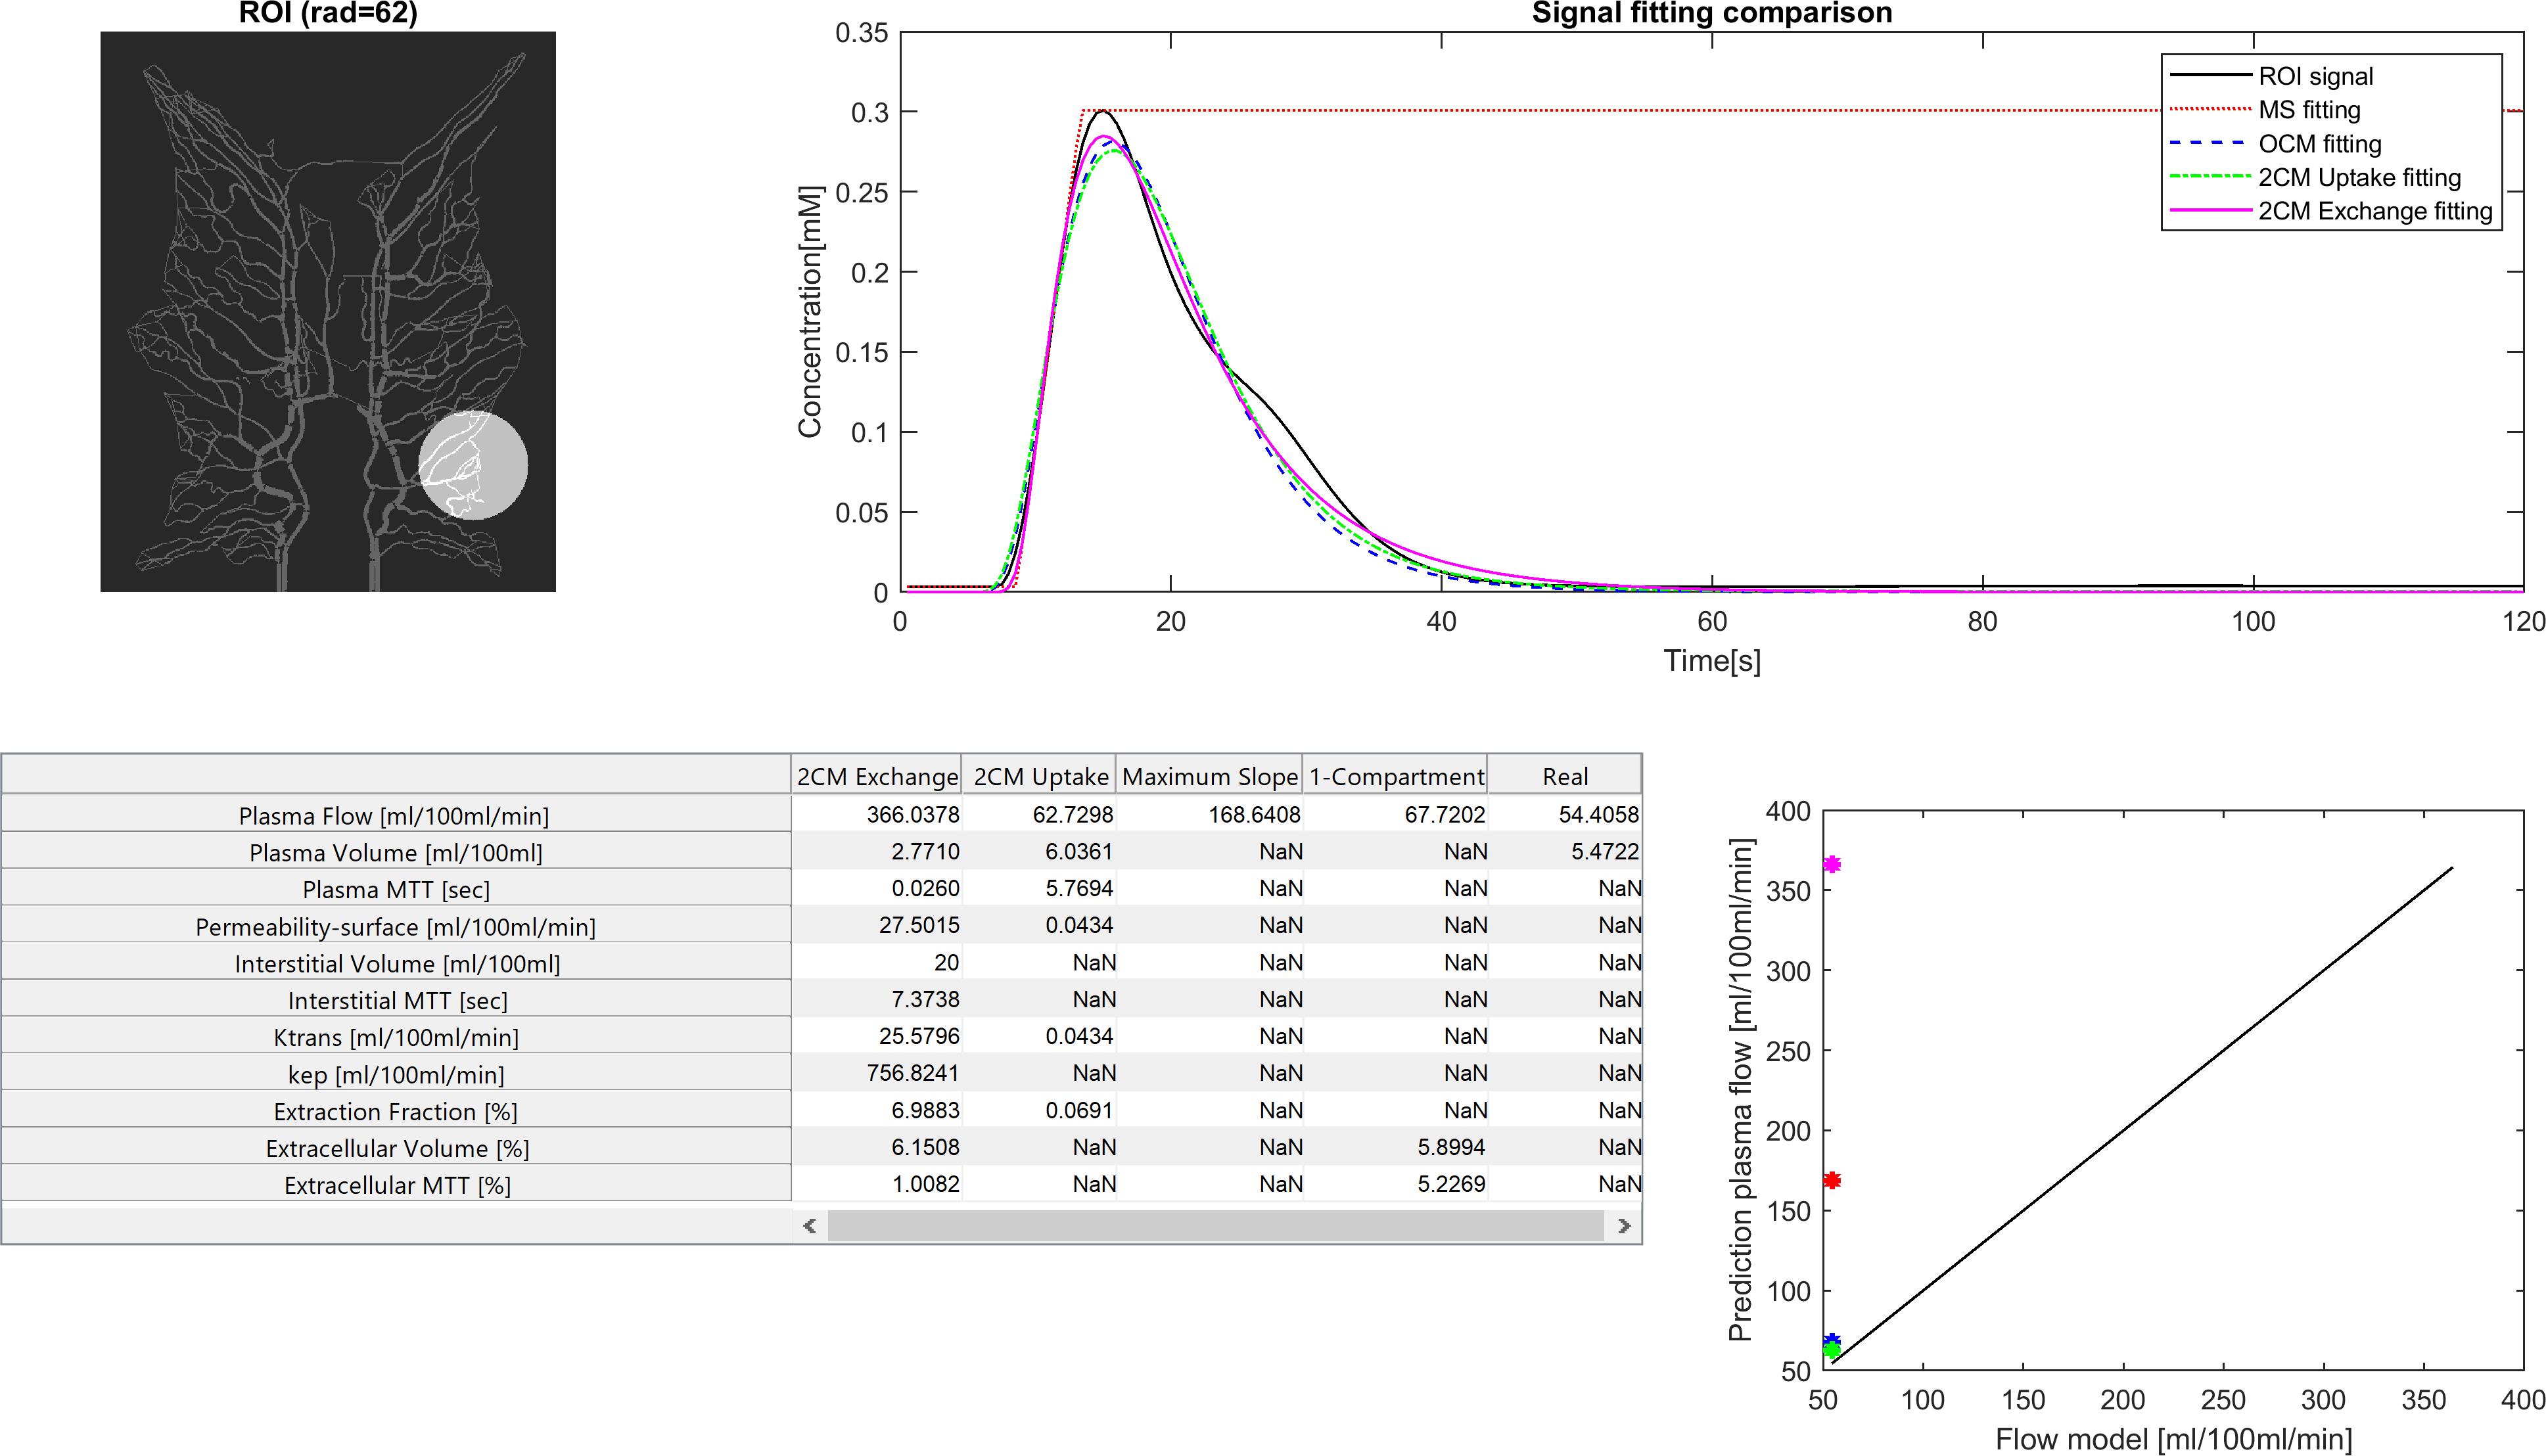 ROI (rad=62)
Signal fitting comparison
0.35
0.3
0.25
0.2
0.15
0.1
0.05
0
Concentration[mM]
0 20 40 60 80 100 120
Time[s]
ROI signal
MS fitting
OCM fitting
2CM Uptake fitting
2CM Exchange fitting
2CM Exchange 2CM Uptake Maximum Slope 1-Compartment Real
Plasma Flow [ml/100ml/min] 366.0378 62.7298 168.6408 67.7202 54.4058
Plasma Volume [ml/100ml] 2.7710 6.0361 NaN NaN 5.4722
Plasma MTT [sec] 0.0260 5.7694 NaN NaN NaN
Permeability-surface [ml/100ml/min] 27.5015 0.0434 NaN NaN NaN
Interstitial Volume [ml/100ml] 20 NaN NaN NaN NaN
Interstitial MTT [sec] 7.3738 NaN NaN NaN NaN
Ktrans [ml/100ml/min] 25.5796 0.0434 NaN NaN NaN
kep [ml/100ml/min] 756.8241 NaN NaN NaN NaN
Extraction Fraction [%] 6.9883 0.0691 NaN NaN NaN
Extracellular Volume [%] 6.1508 NaN NaN 5.8994 NaN
Extracellular MTT [%] 1.0082 NaN NaN 5.2269 NaN
400
350
300
250
200
150
100
50
Prediction plasma flow [ml/100ml/min]
50 100 150 200 250 300 350 400
Flow model [ml/100ml/min]